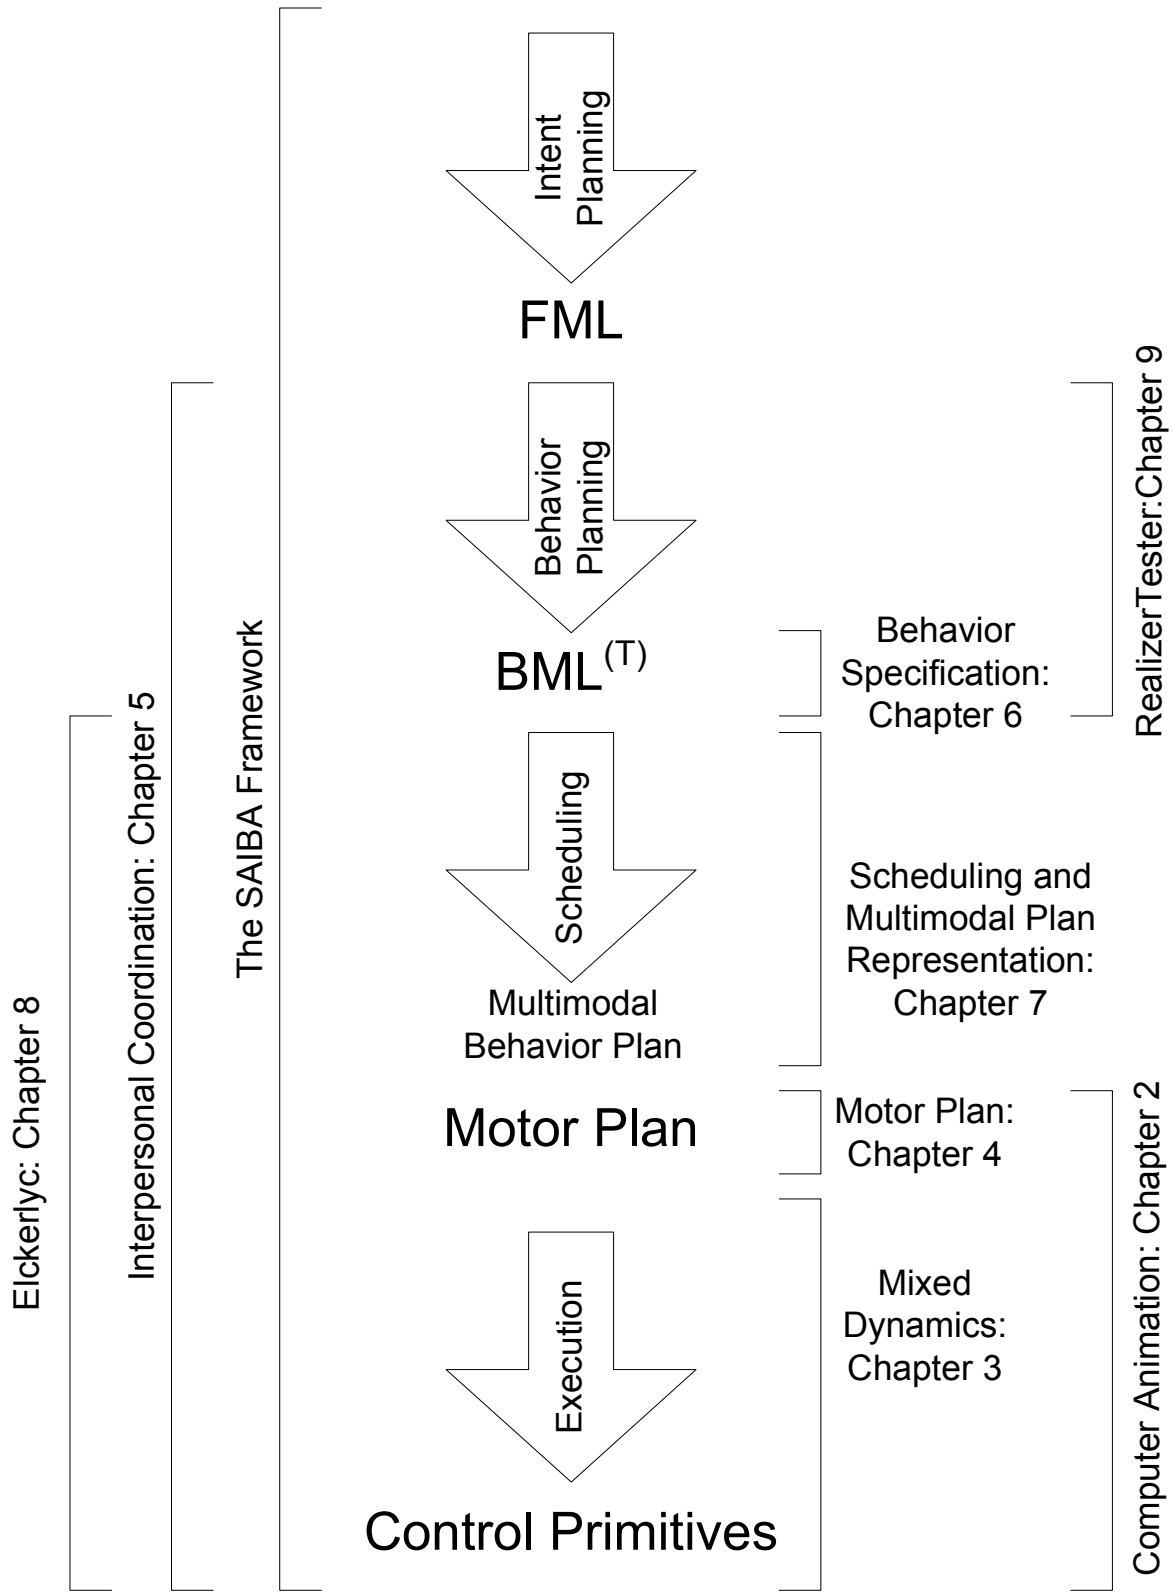 Intent
Planning
FML
Behavior
Planning
BML(T)
Behavior
Specification:
Chapter 6
RealizerTester:Chapter 9
The SAIBA Framework
Interpersonal Coordination: Chapter 5
Elckerlyc: Chapter 8
Scheduling
Scheduling and
Multimodal Plan
Representation:
Chapter 7
Multimodal
Behavior Plan
Motor Plan
Motor Plan:
Chapter 4
Computer Animation: Chapter 2
Execution
Mixed
Dynamics:
Chapter 3
Control Primitives